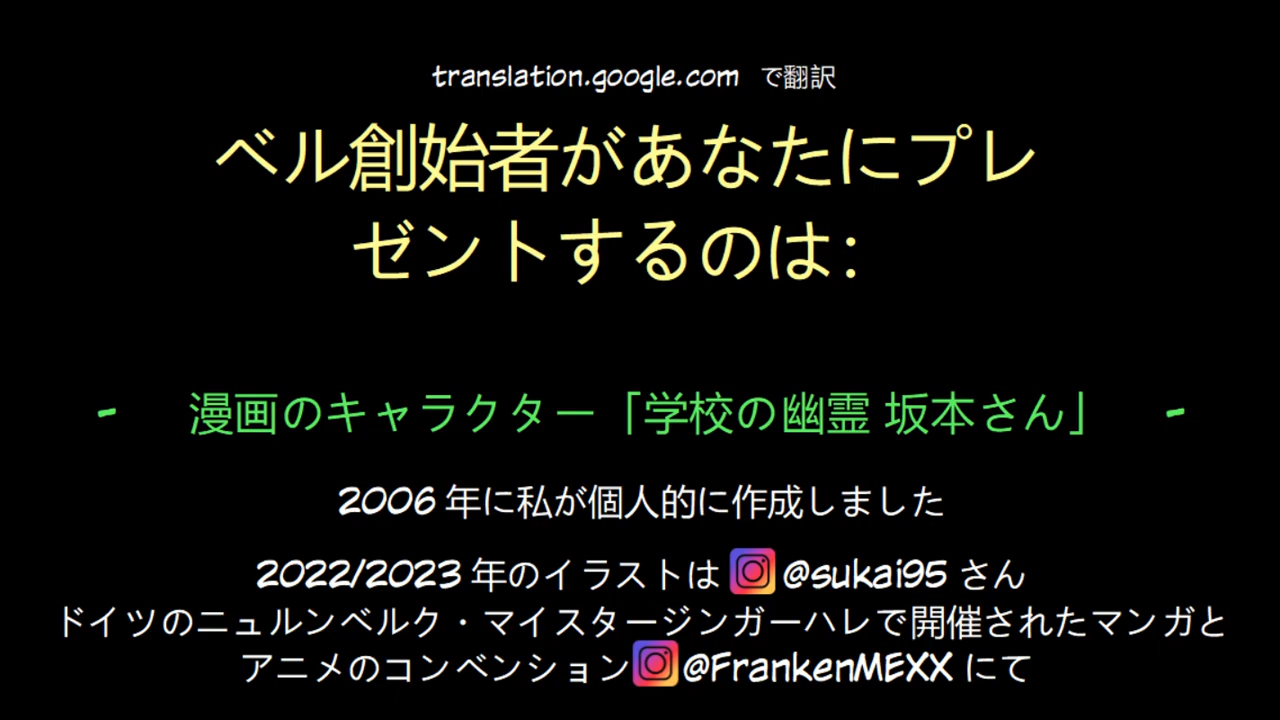 translation.google.com で翻訳
ベル創始者があなたにプレ
ゼントするのは:
- 漫画のキャラクター「学校の幽霊 坂本さん」 -
2006 年に私が個人的に作成しました
2022/2023 年のイラストは @sukai95 さん
ドイツのニュルンベルク・マイスタージンガーハレで開催されたマンガと
アニメのコンベンション @FrankenMEXX にて